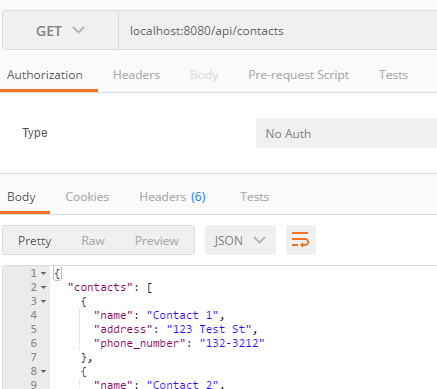 GET localhost:8080/api/contacts
Authorization Headers Body Pre-request Script Tests
Type No Auth
Body Cookies Headers (6) Tests
Pretty Raw Preview JSON
1 {
2 "contacts": [
3 {
4 "name": "Contact 1",
5 "address": "123 Test St",
6 "phone_number": "132-3212"
7 },
8 {
9 "name": "Contact 2",